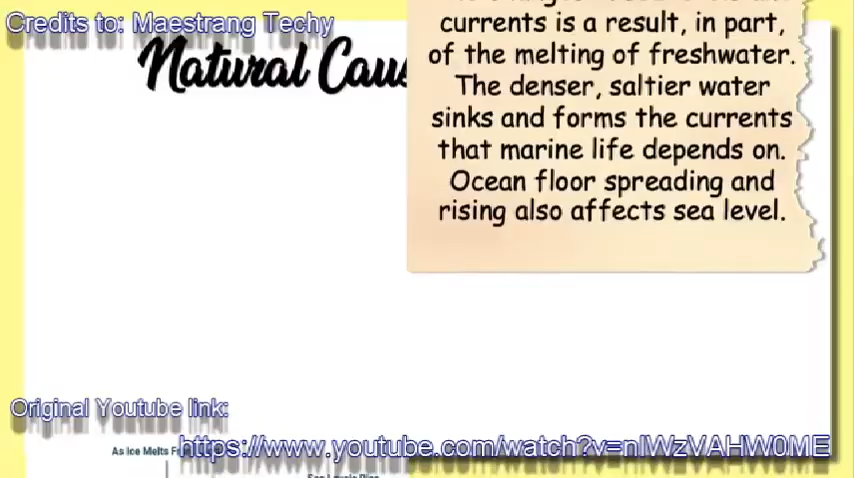 Credits to: Maestrang Techy
Natural Caus
currents is a result, in part,
of the melting of freshwater.
The denser, saltier water
sinks and forms the currents
that marine life depends on.
Ocean floor spreading and
rising also affects sea level.
Original Youtube link:
https://www.youtube.com/watch?v=nIWzVAHW0ME
As Ice Melts